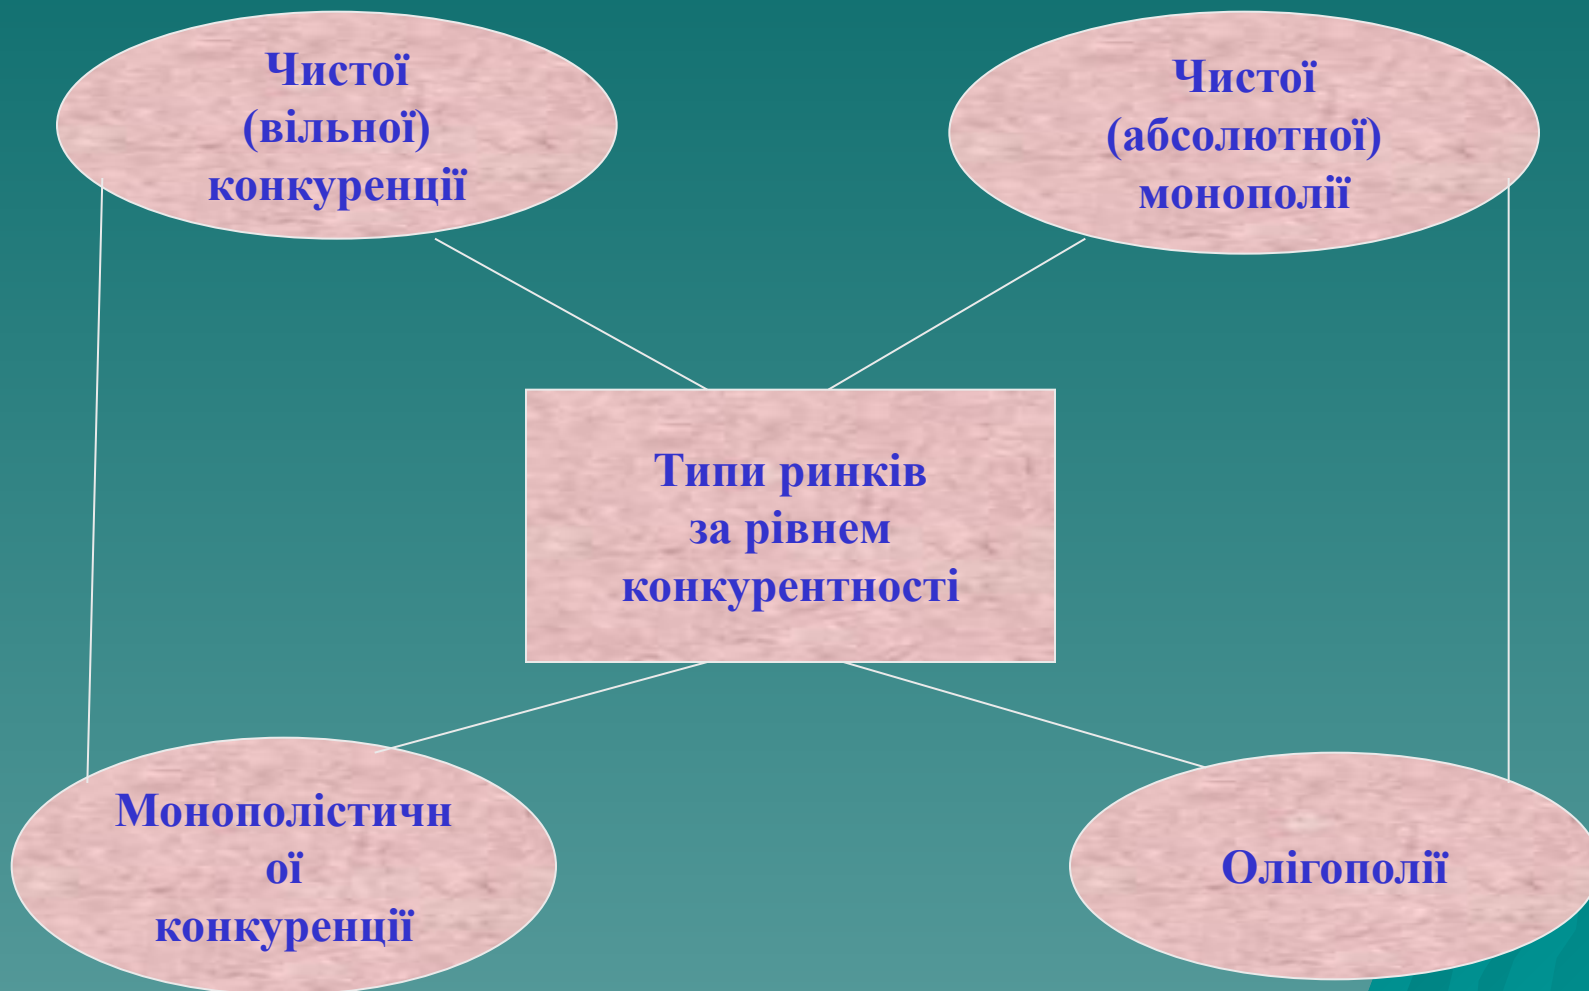 Чистої
(вільної)
конкуренції
Чистої
(абсолютної)
монополії
Типи ринків
за рівнем
конкурентності
Монополістичн
ої
конкуренції
Олігополії